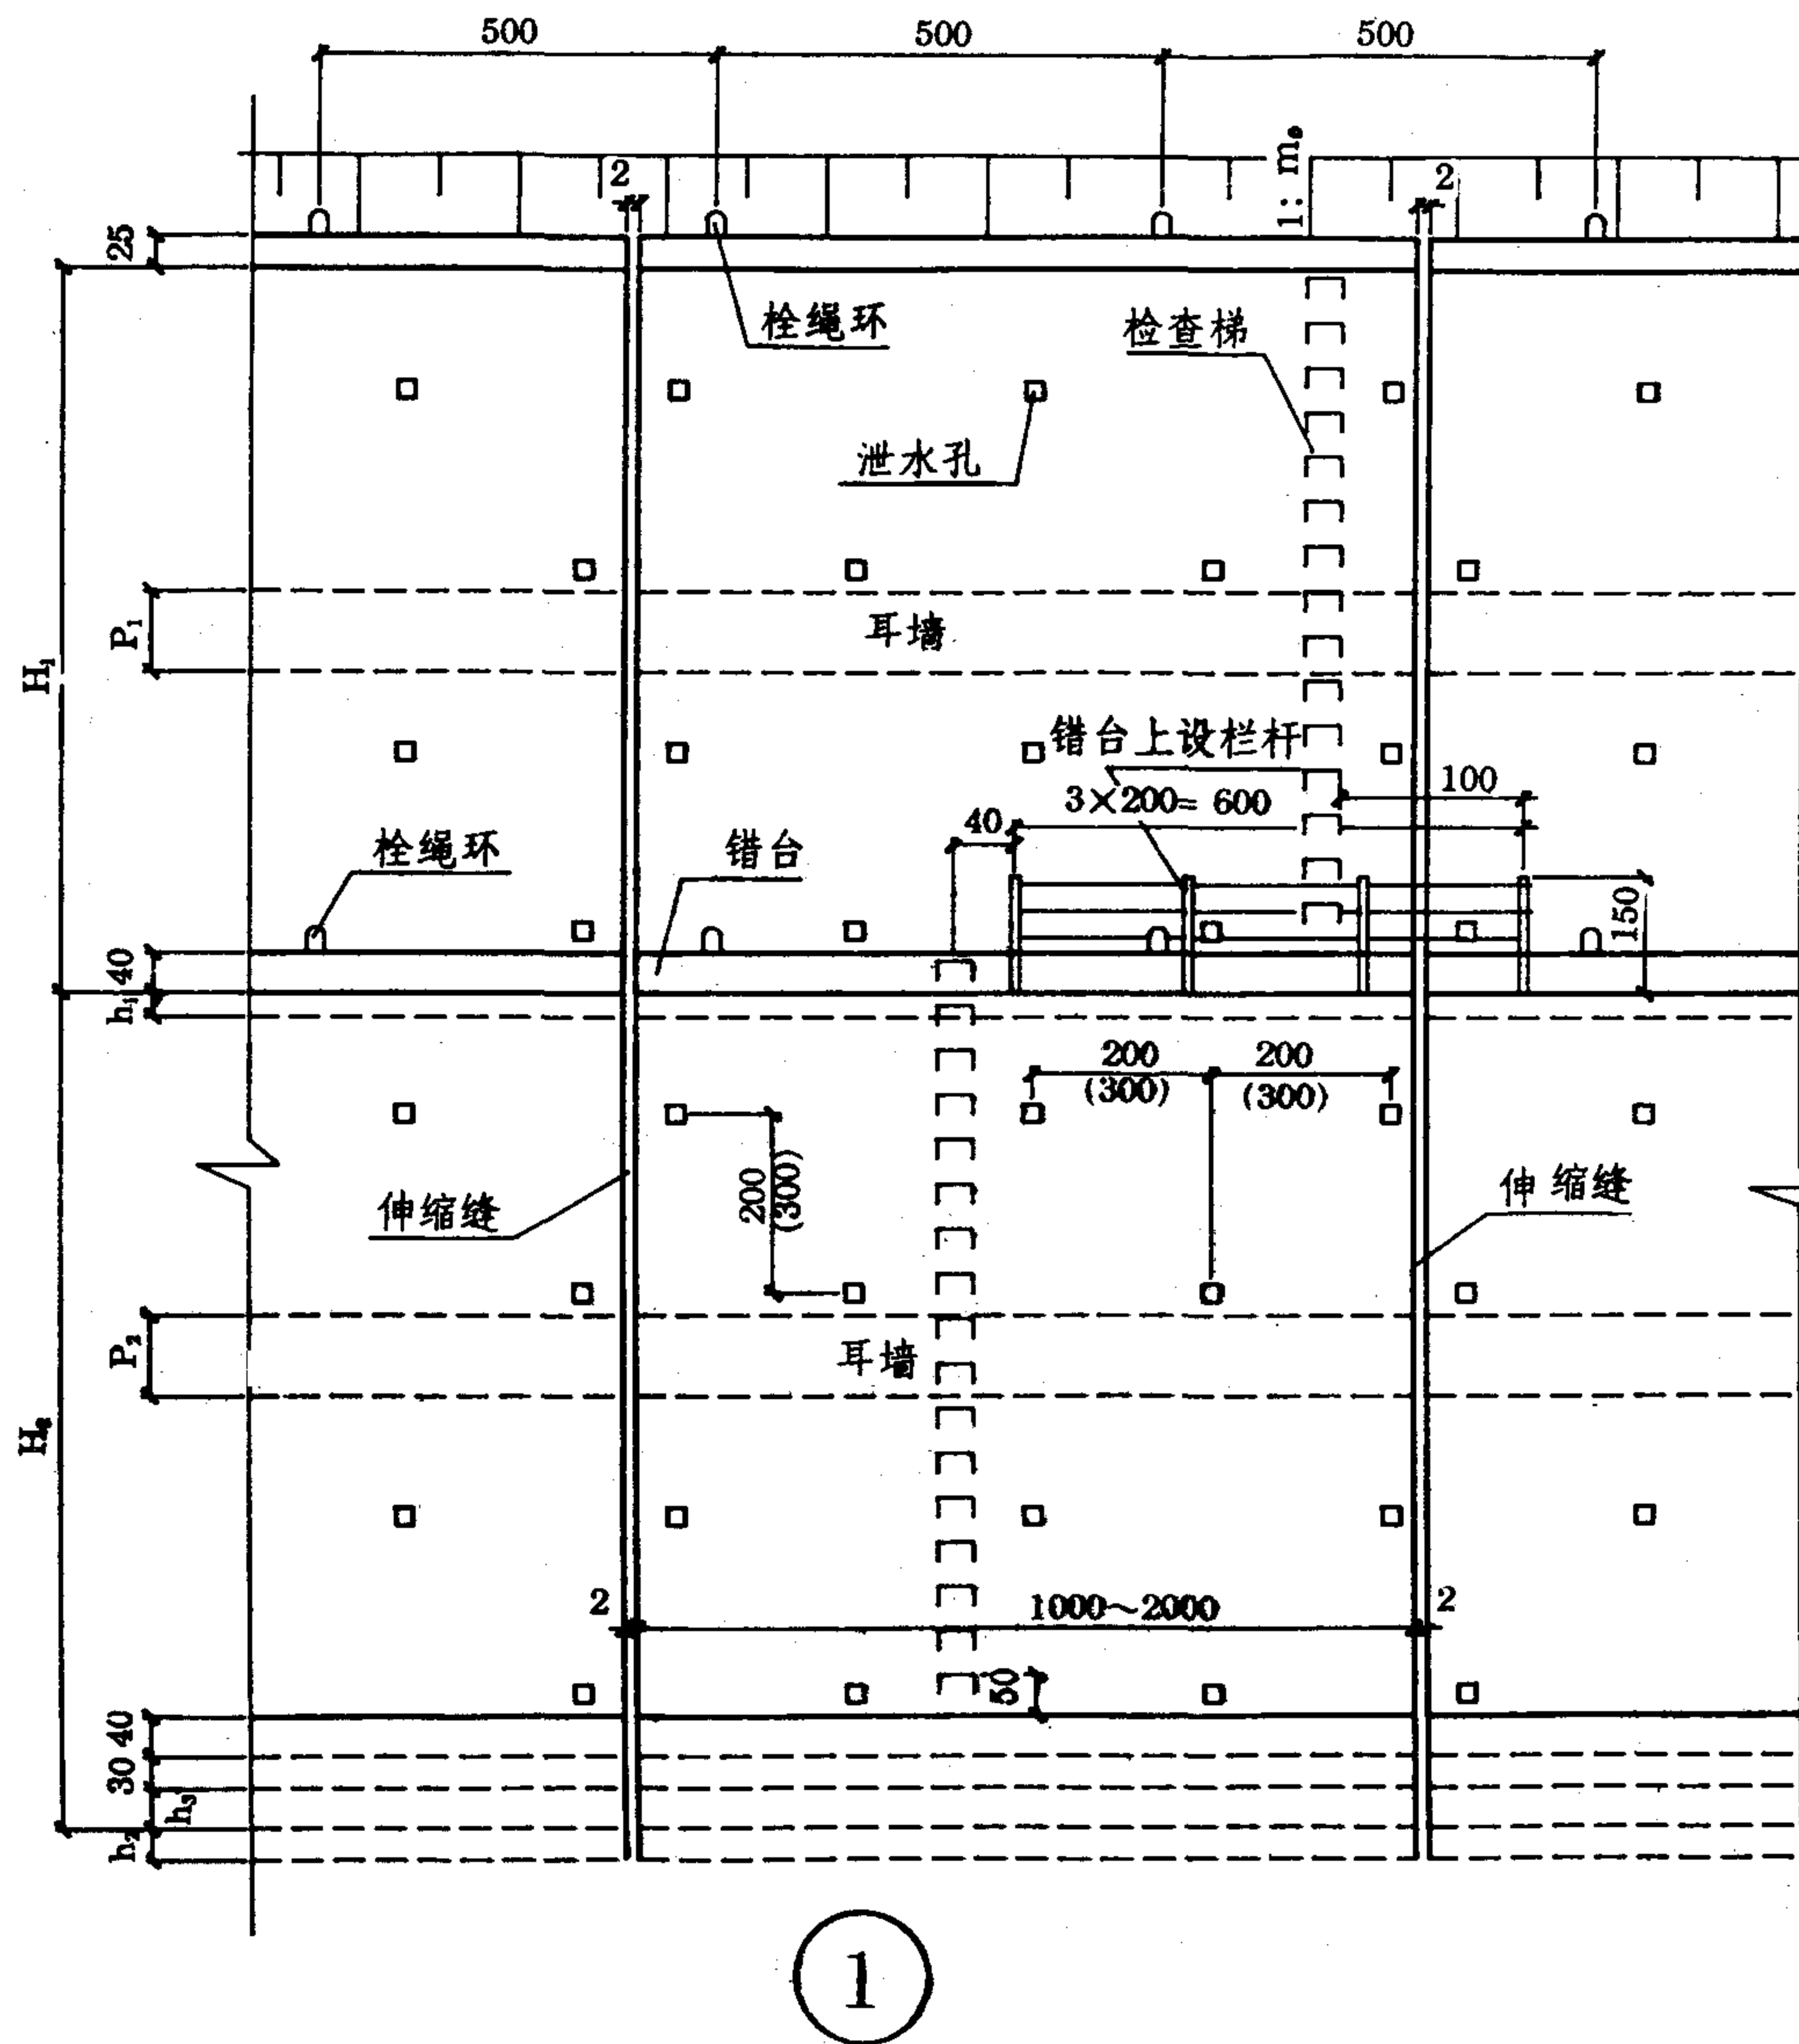 500 500 500
2 1: m₀ 2
25
栓绳环 检查梯
泄水孔
P₁
耳墙
H₁
错台上设栏杆
3×200= 600
100
40
栓绳环 错台
150
40
h₁
200 200
(300) (300)
200
(300)
伸缩缝 伸缩缝
P₂
耳墙
H₂
2 1000~2000 2
50
40
30
h₃
h₂
1